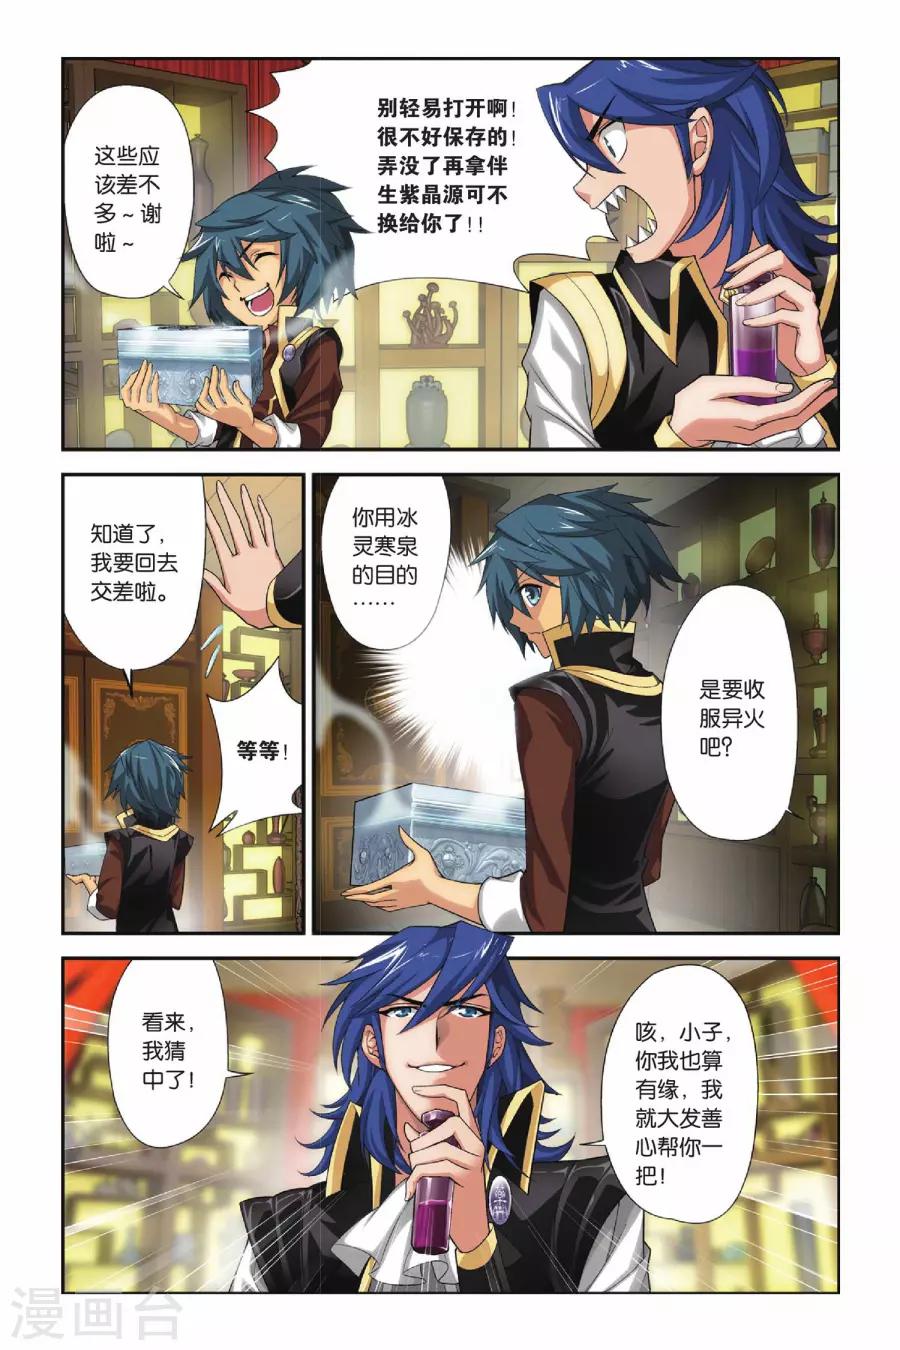 这些应
该差不
多~谢
啦~
别轻易打开啊!
很不好保存的!
弄没了再拿伴
生紫晶源可不
换给你了!!
知道了,
我要回去
交差啦。
等等!
你用冰
灵寒泉
的目的
……
是要收
服异火
吧?
看来,
我猜
中了!
咳,小子,
你我也算
有缘,我
就大发善
心帮你一
把!
漫画台